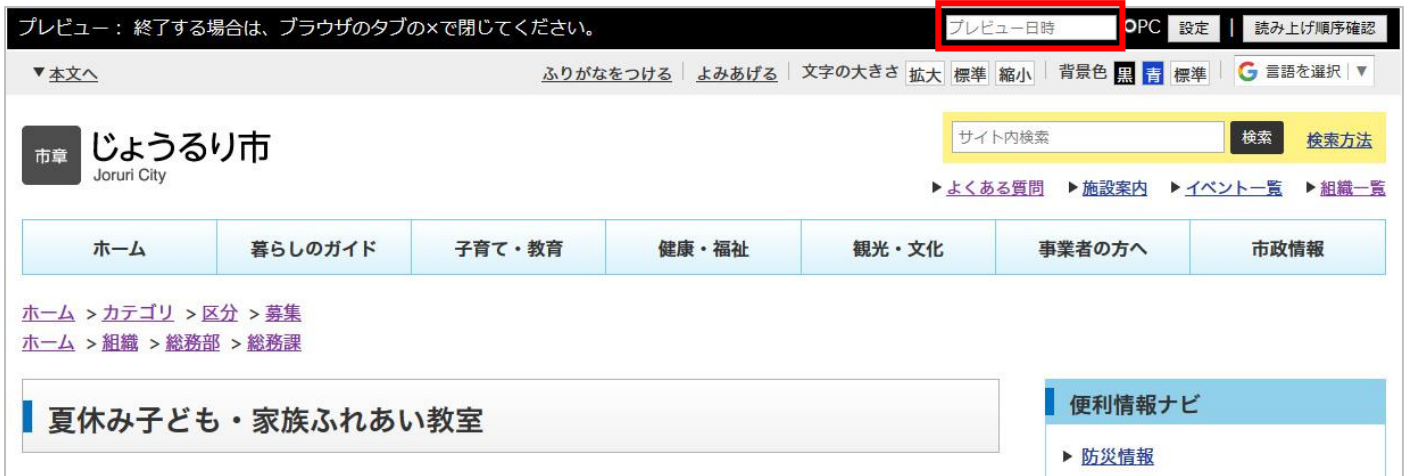 プレビュー： 終了する場合は、ブラウザのタブの×で閉じてください。 プレビュー日時 PC 設定 | 読み上げ順序確認
▼本文へ ふりがなをつける よみあげる 文字の大きさ 拡大 標準 縮小 背景色 黒 青 標準 G 言語を選択 ▼
市章 じょうるり市
Joruri City
サイト内検索 検索 検索方法
▶よくある質問 ▶施設案内 ▶イベント一覧 ▶組織一覧
ホーム 暮らしのガイド 子育て・教育 健康・福祉 観光・文化 事業者の方へ 市政情報
ホーム >カテゴリ >区分 >募集
ホーム >組織 >総務部 >総務課
夏休み子ども・家族ふれあい教室
便利情報ナビ
▶ 防災情報